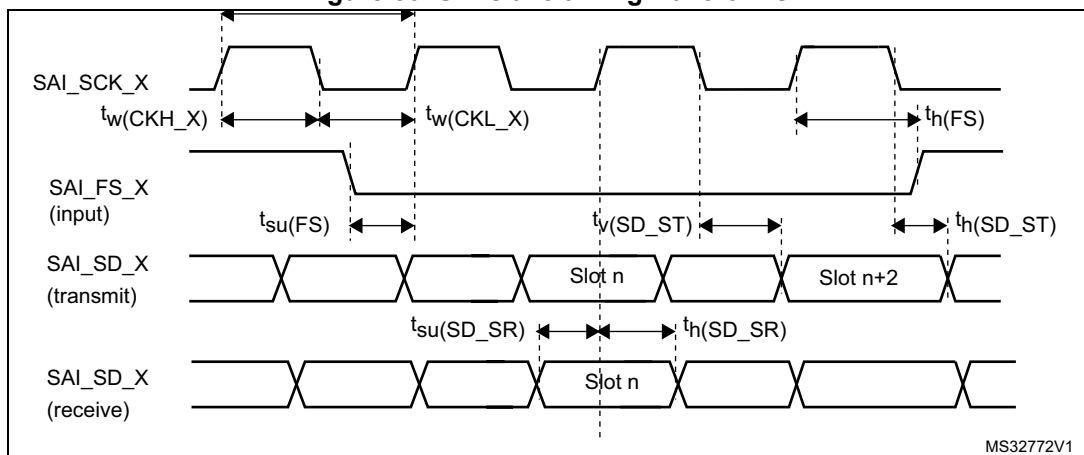 SAI_SCK_X
tw(CKH_X)
tw(CKL_X)
th(FS)
SAI_FS_X
(input)
tsu(FS)
tv(SD_ST)
th(SD_ST)
SAI_SD_X
(transmit)
Slot n
Slot n+2
tsu(SD_SR)
th(SD_SR)
SAI_SD_X
(receive)
Slot n
MS32772V1